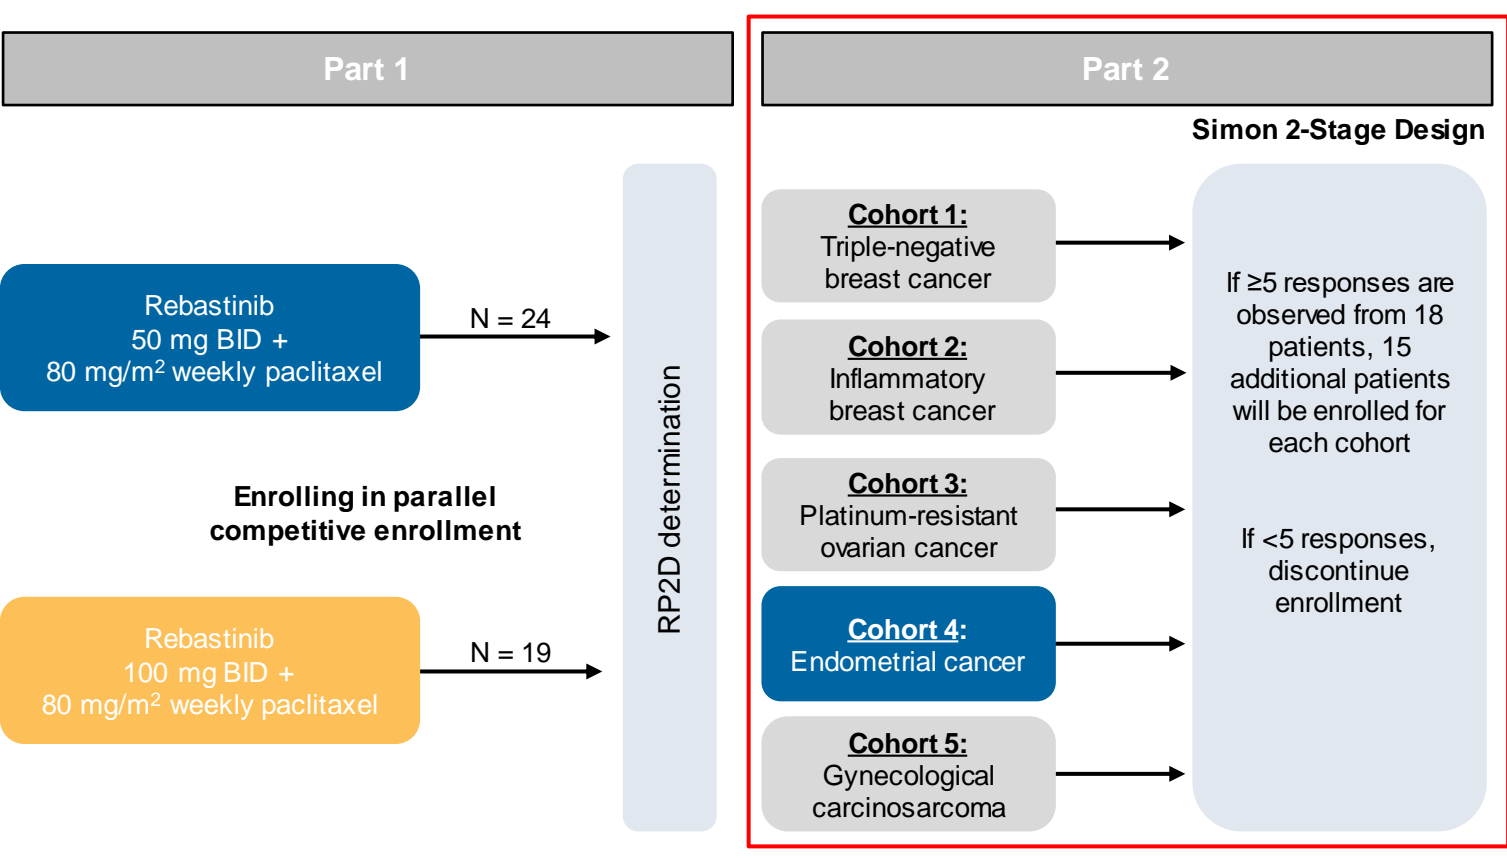 Part 1
Rebastinib
50 mg BID +
80 mg/m² weekly paclitaxel
N = 24
Enrolling in parallel
competitive enrollment
Rebastinib
100 mg BID +
80 mg/m² weekly paclitaxel
N = 19
RP2D determination
Part 2
Simon 2-Stage Design
Cohort 1:
Triple-negative
breast cancer
Cohort 2:
Inflammatory
breast cancer
Cohort 3:
Platinum-resistant
ovarian cancer
Cohort 4:
Endometrial cancer
Cohort 5:
Gynecological
carcinosarcoma
If ≥5 responses are
observed from 18
patients, 15
additional patients
will be enrolled for
each cohort
If <5 responses,
discontinue
enrollment